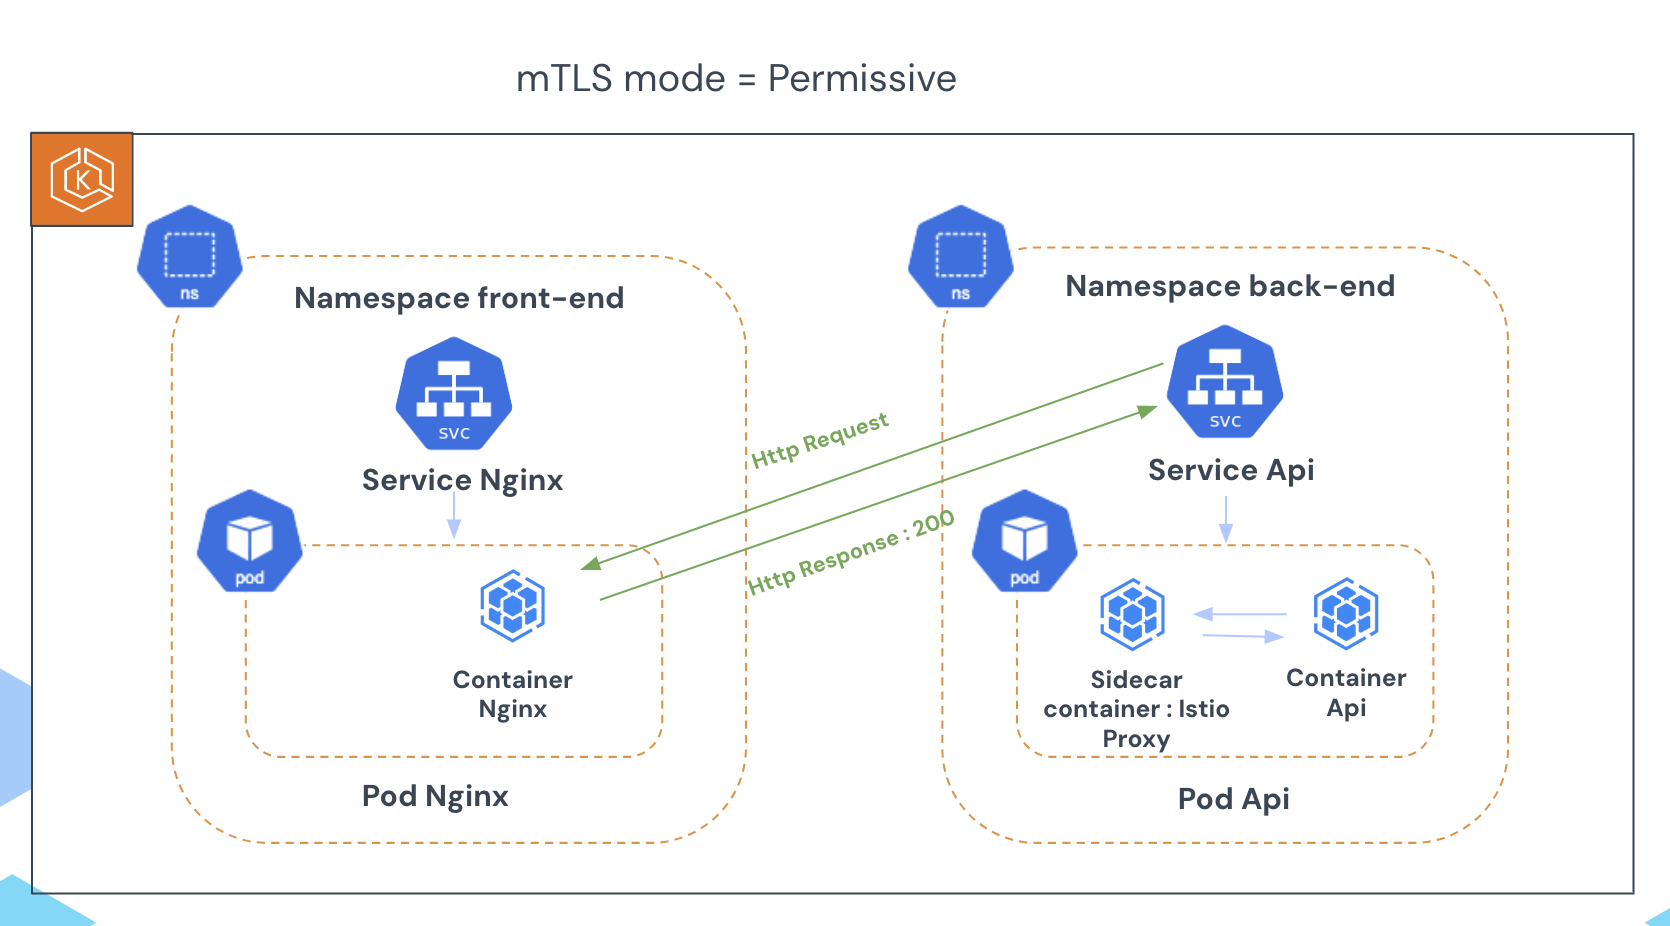 mTLS mode = Permissive
K
ns
Namespace front-end
svc
Service Nginx
pod
Container
Nginx
Pod Nginx
Http Request
Http Response : 200
ns
Namespace back-end
svc
Service Api
pod
Sidecar
container : Istio
Proxy
Container
Api
Pod Api